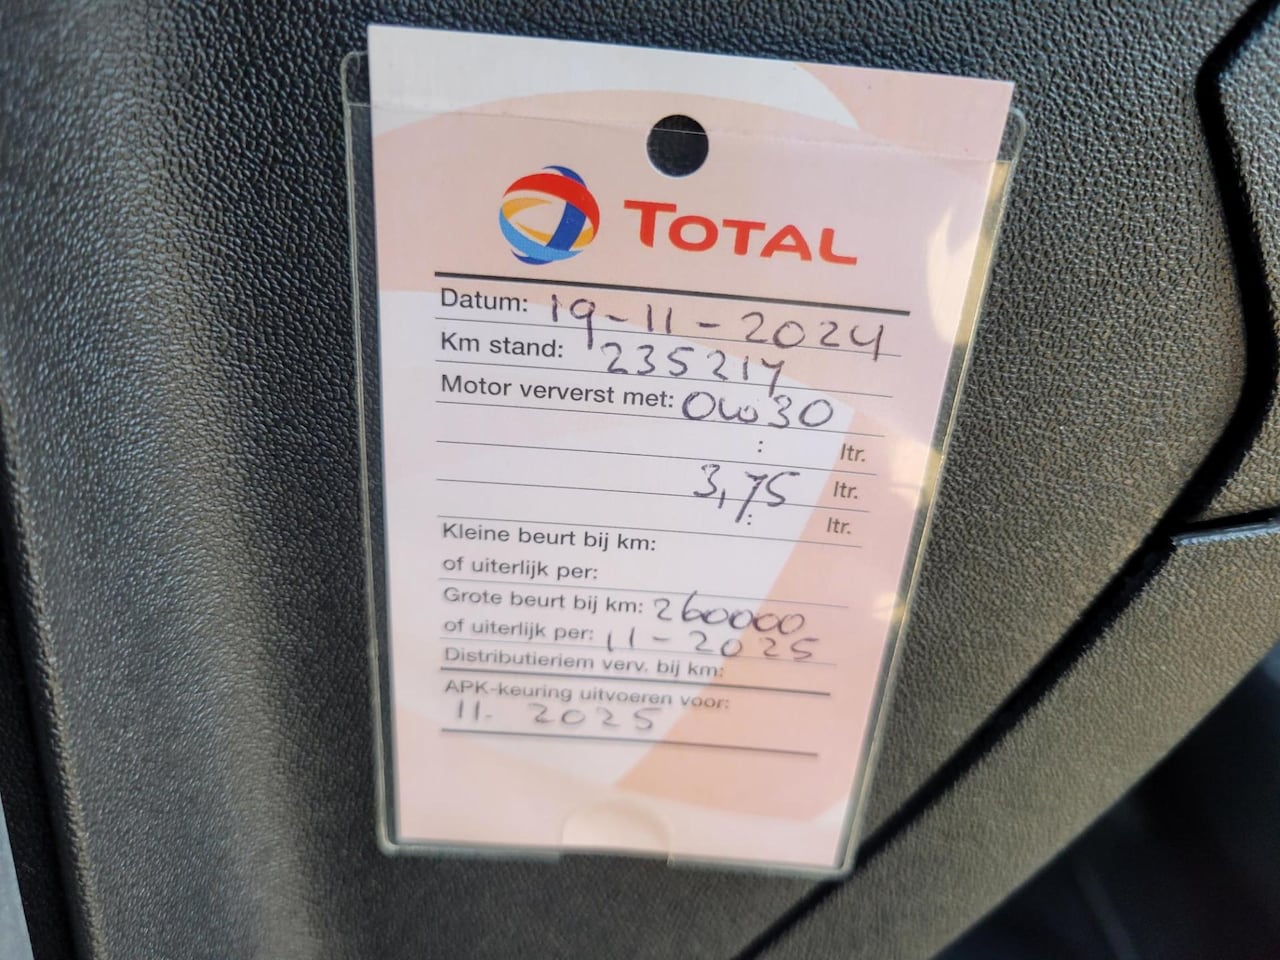 TOTAL
Datum: 19-11-2024
Km stand: 235214
Motor ververst met: 0w30
: ltr.
3,75 ltr.
: ltr.
Kleine beurt bij km:
of uiterlijk per:
Grote beurt bij km: 260000
of uiterlijk per: 11-2025
Distributieriem verv. bij km:
APK-keuring uitvoeren voor:
11. 2025